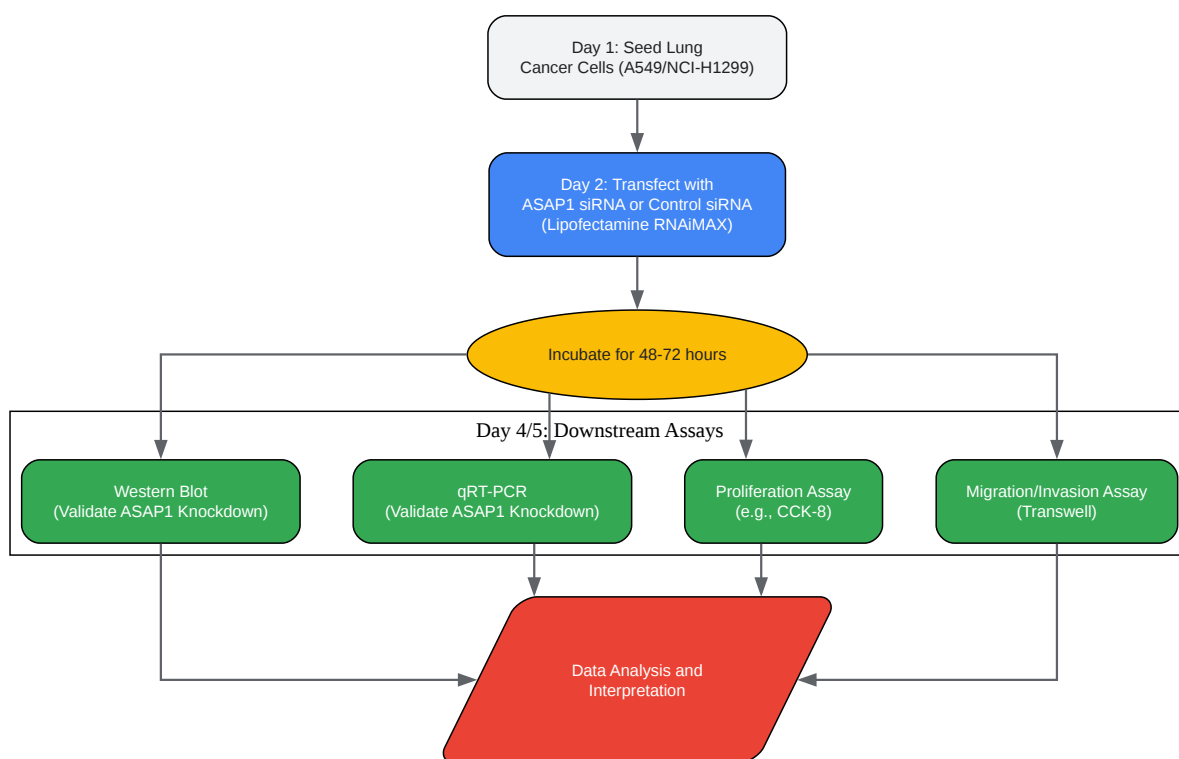 Day 1: Seed Lung
Cancer Cells (A549/NCI-H1299)
Day 2: Transfect with
ASAP1 siRNA or Control siRNA
(Lipofectamine RNAiMAX)
Incubate for 48-72 hours
Day 4/5: Downstream Assays
Western Blot
(Validate ASAP1 Knockdown)
qRT-PCR
(Validate ASAP1 Knockdown)
Proliferation Assay
(e.g., CCK-8)
Migration/Invasion Assay
(Transwell)
Data Analysis and
Interpretation